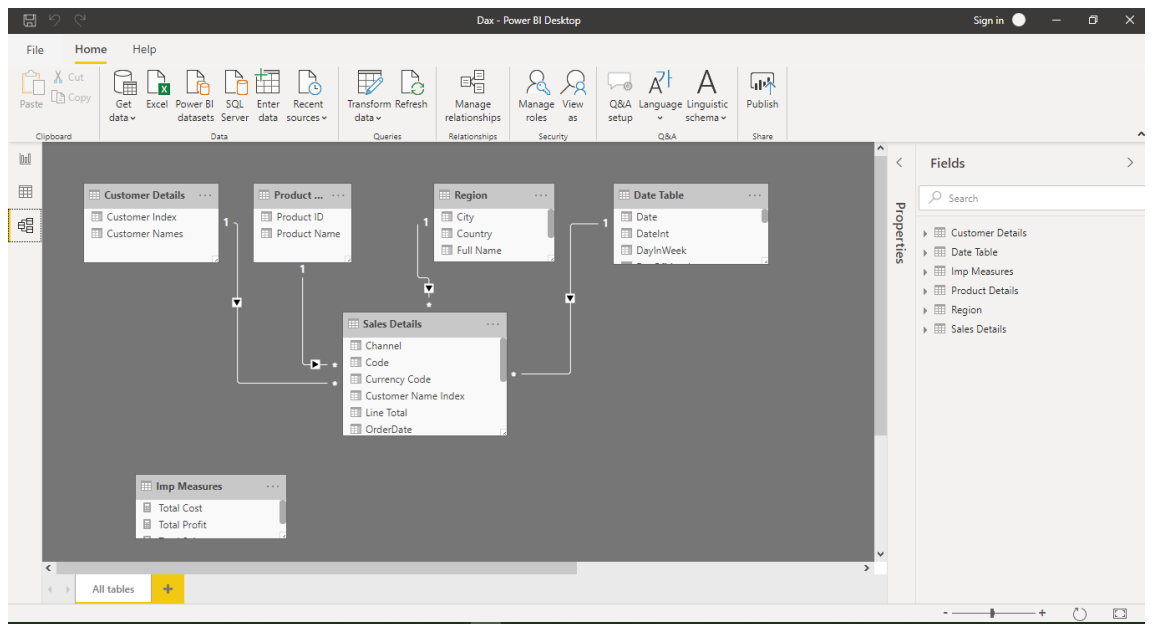 Dax - Power BI Desktop
Sign in
File Home Help
Paste
Cut
Copy
Clipboard
Get data
Excel
Power BI datasets
SQL Server
Enter data
Recent sources
Data
Transform data
Refresh
Queries
Manage relationships
Relationships
Manage roles
View as
Security
Q&A setup
Language
Linguistic schema
Q&A
Publish
Share
Customer Details ...
Customer Index
Customer Names
Product ... ...
Product ID
Product Name
Region ...
City
Country
Full Name
Date Table ...
Date
DateInt
DayInWeek
1
1
1
1
*
*
*
*
Sales Details ...
Channel
Code
Currency Code
Customer Name Index
Line Total
OrderDate
Imp Measures ...
Total Cost
Total Profit
Properties
Fields
Search
Customer Details
Date Table
Imp Measures
Product Details
Region
Sales Details
All tables
+
- +